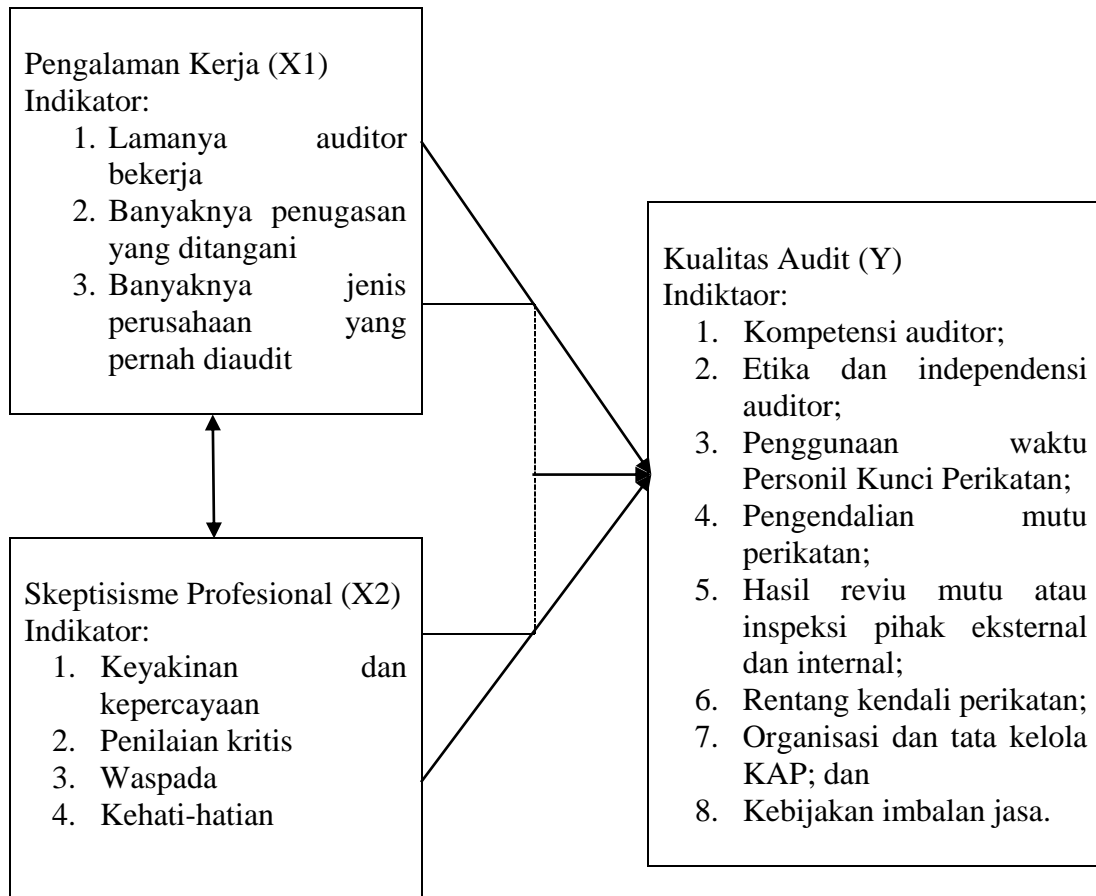 Pengalaman Kerja (X1)
Indikator:
1. Lamanya auditor
bekerja
2. Banyaknya penugasan
yang ditangani
3. Banyaknya jenis
perusahaan yang
pernah diaudit
Skeptisisme Profesional (X2)
Indikator:
1. Keyakinan dan
kepercayaan
2. Penilaian kritis
3. Waspada
4. Kehati-hatian
Kualitas Audit (Y)
Indiktaor:
1. Kompetensi auditor;
2. Etika dan independensi
auditor;
3. Penggunaan waktu
Personil Kunci Perikatan;
4. Pengendalian mutu
perikatan;
5. Hasil reviu mutu atau
inspeksi pihak eksternal
dan internal;
6. Rentang kendali perikatan;
7. Organisasi dan tata kelola
KAP; dan
8. Kebijakan imbalan jasa.